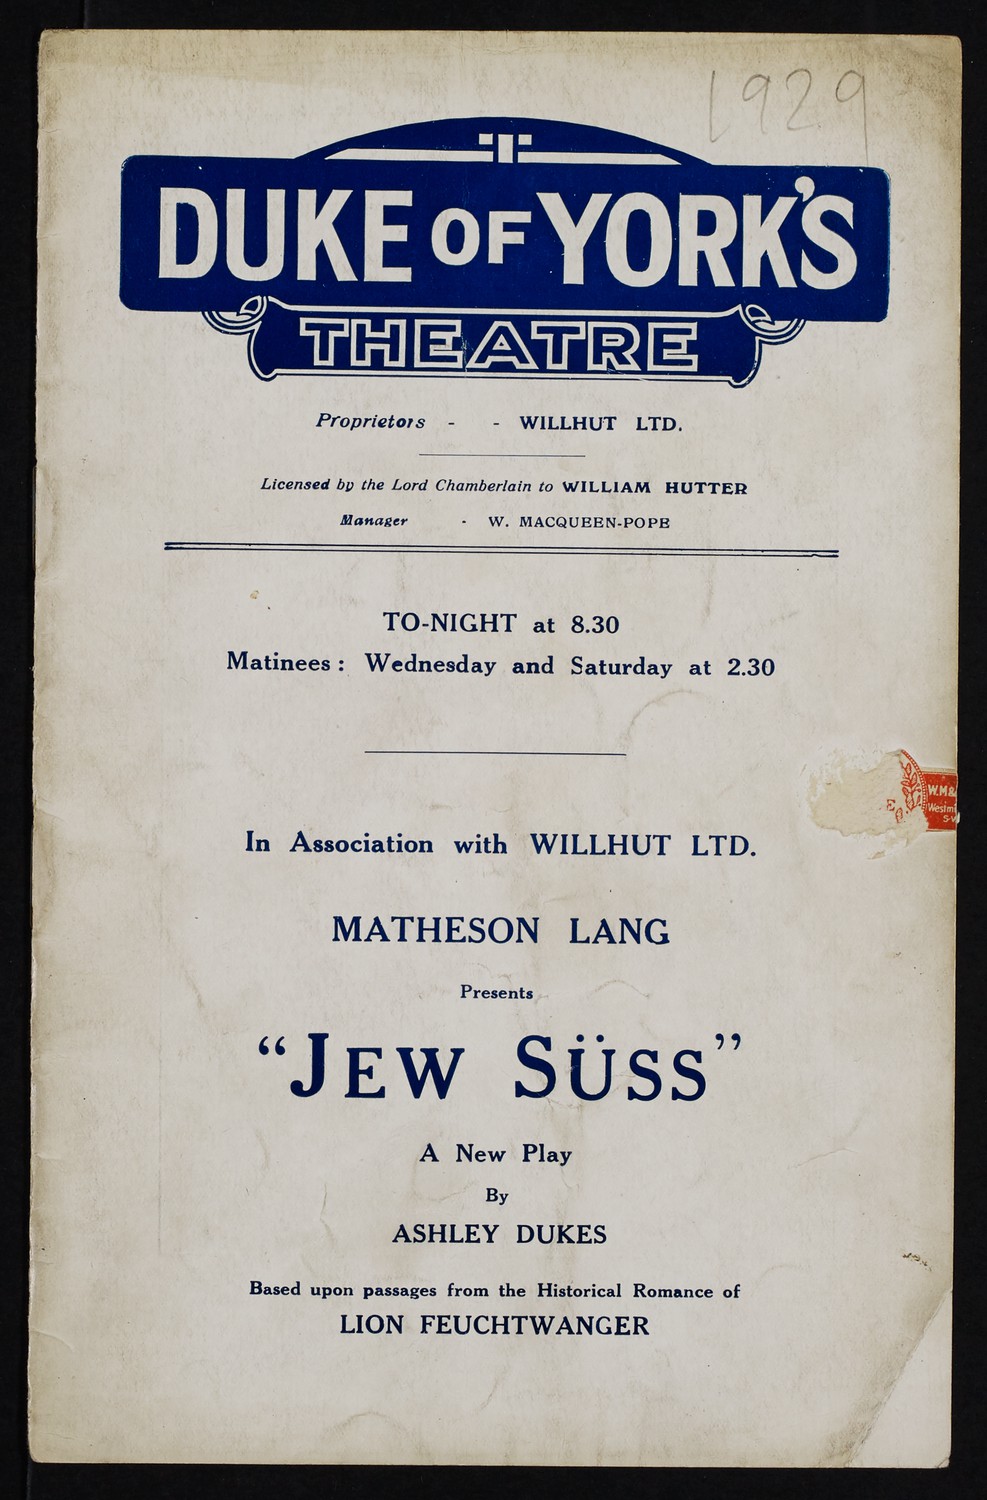 1929
DUKE OF YORK'S
THEATRE
Proprietors - - WILLHUT LTD.
Licensed by the Lord Chamberlain to WILLIAM HUTTER
Manager - W. MACQUEEN-POPE
TO-NIGHT at 8.30
Matinees : Wednesday and Saturday at 2.30
W.M&
Westmi
S.W
In Association with WILLHUT LTD.
MATHESON LANG
Presents
“JEW SÜSS”
A New Play
By
ASHLEY DUKES
Based upon passages from the Historical Romance of
LION FEUCHTWANGER